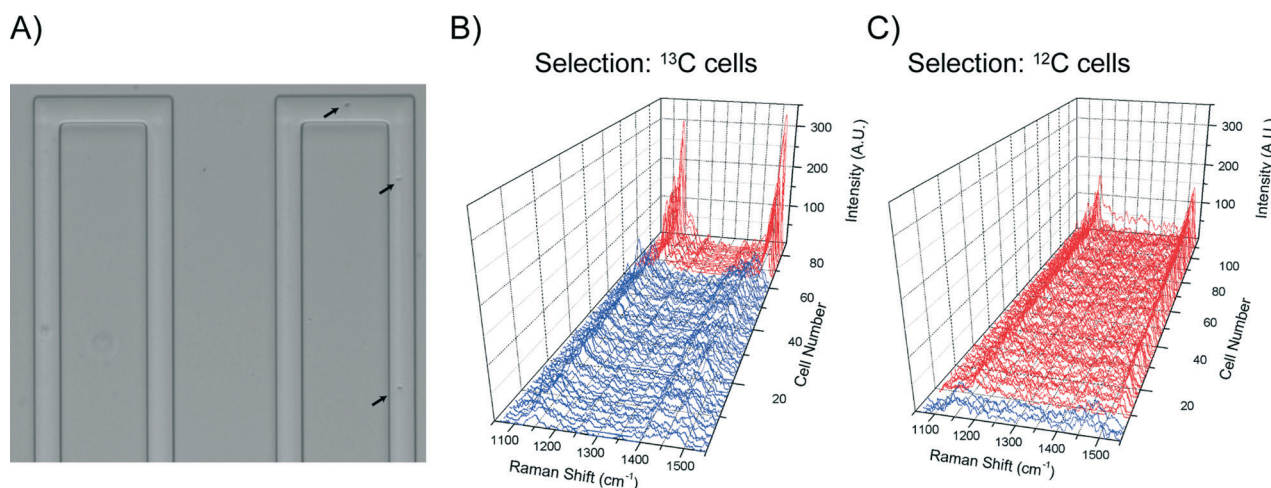 A)
B)
C)
Selection: ¹³C cells
Selection: ¹²C cells
300
200
100
Intensity (A.U.)
80
60
40
20
Cell Number
1100
1200
1300
1400
1500
Raman Shift (cm⁻¹)
300
200
100
Intensity (A.U.)
100
80
60
40
20
Cell Number
1100
1200
1300
1400
1500
Raman Shift (cm⁻¹)